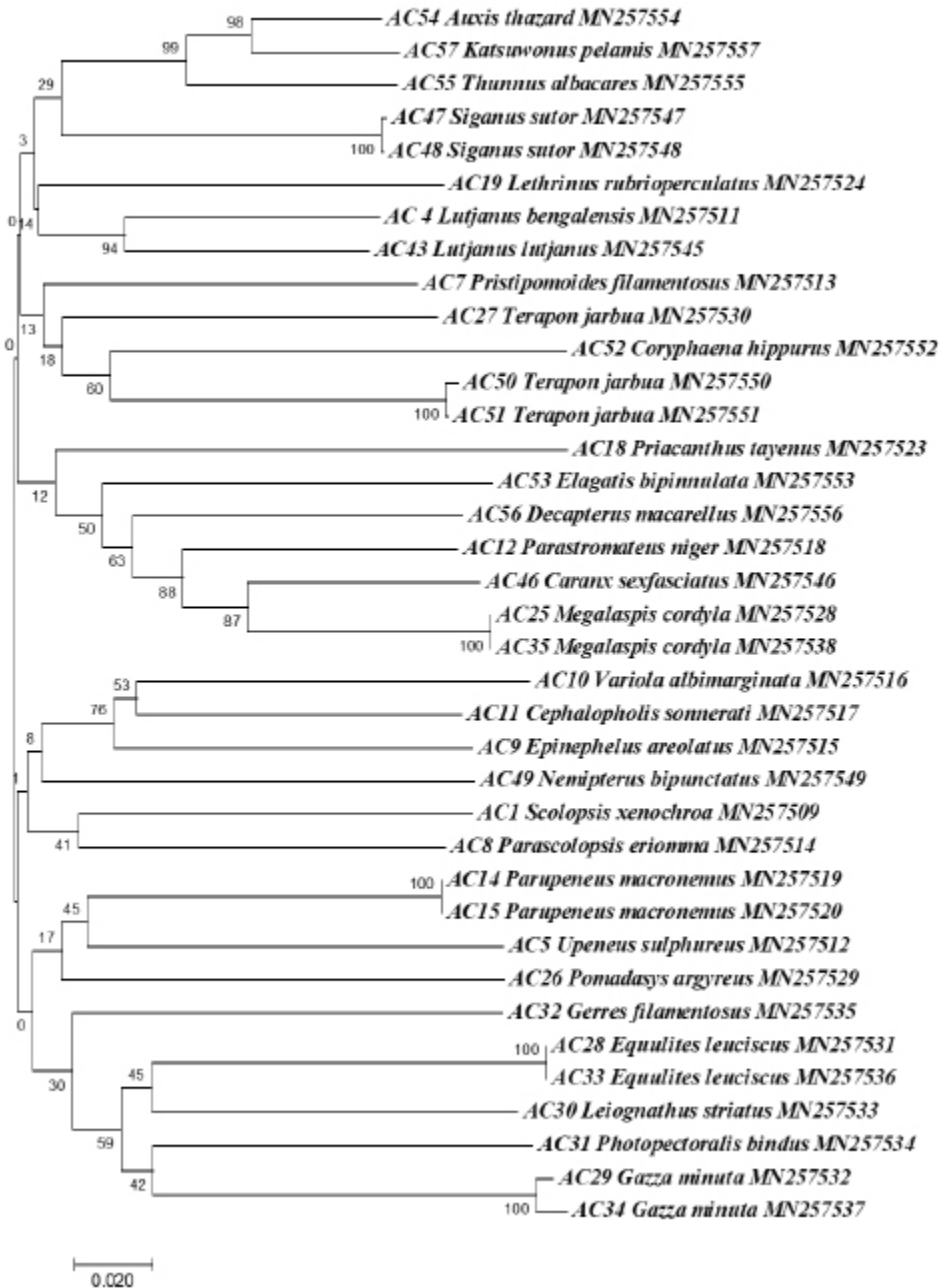 AC54 Auxis thazard MN257554
98
AC57 Katsuwonus pelamis MN257557
99
AC55 Thunnus albacares MN257555
29
AC47 Siganus sutor MN257547
100
AC48 Siganus sutor MN257548
3
AC19 Lethrinus rubrioperculatus MN257524
0
14
AC 4 Lutjanus bengalensis MN257511
94
AC43 Lutjanus lutjanus MN257545
AC7 Pristipomoides filamentosus MN257513
13
AC27 Terapon jarbua MN257530
0
18
AC52 Coryphaena hippurus MN257552
60
AC50 Terapon jarbua MN257550
100
AC51 Terapon jarbua MN257551
AC18 Priacanthus tayenus MN257523
12
AC53 Elagatis bipinnulata MN257553
50
AC56 Decapterus macarellus MN257556
63
AC12 Parastromateus niger MN257518
88
AC46 Caranx sexfasciatus MN257546
87
AC25 Megalaspis cordyla MN257528
100
AC35 Megalaspis cordyla MN257538
53
AC10 Variola albimarginata MN257516
76
AC11 Cephalopholis sonnerati MN257517
8
AC9 Epinephelus areolatus MN257515
1
AC49 Nemipterus bipunctatus MN257549
AC1 Scolopsis xenochroa MN257509
41
AC8 Parascolopsis eriomma MN257514
100
AC14 Parupeneus macronemus MN257519
45
AC15 Parupeneus macronemus MN257520
17
AC5 Upeneus sulphureus MN257512
AC26 Pomadasys argyreus MN257529
0
AC32 Gerres filamentosus MN257535
30
100
AC28 Equulites leuciscus MN257531
45
AC33 Equulites leuciscus MN257536
AC30 Leiognathus striatus MN257533
59
AC31 Photopectoralis bindus MN257534
42
AC29 Gazza minuta MN257532
100
AC34 Gazza minuta MN257537
0.020